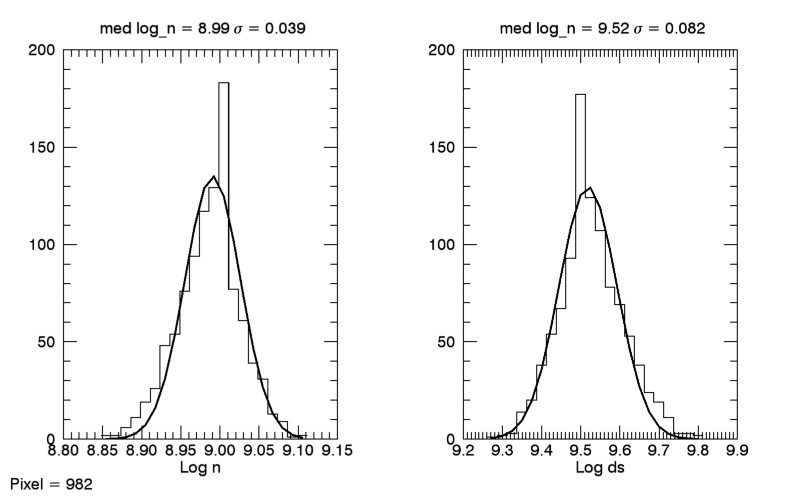 med log_n = 8.99 σ = 0.039
200
150
100
50
0
8.80 8.85 8.90 8.95 9.00 9.05 9.10 9.15
Log n
med log_n = 9.52 σ = 0.082
200
150
100
50
0
9.2 9.3 9.4 9.5 9.6 9.7 9.8 9.9
Log ds
Pixel = 982